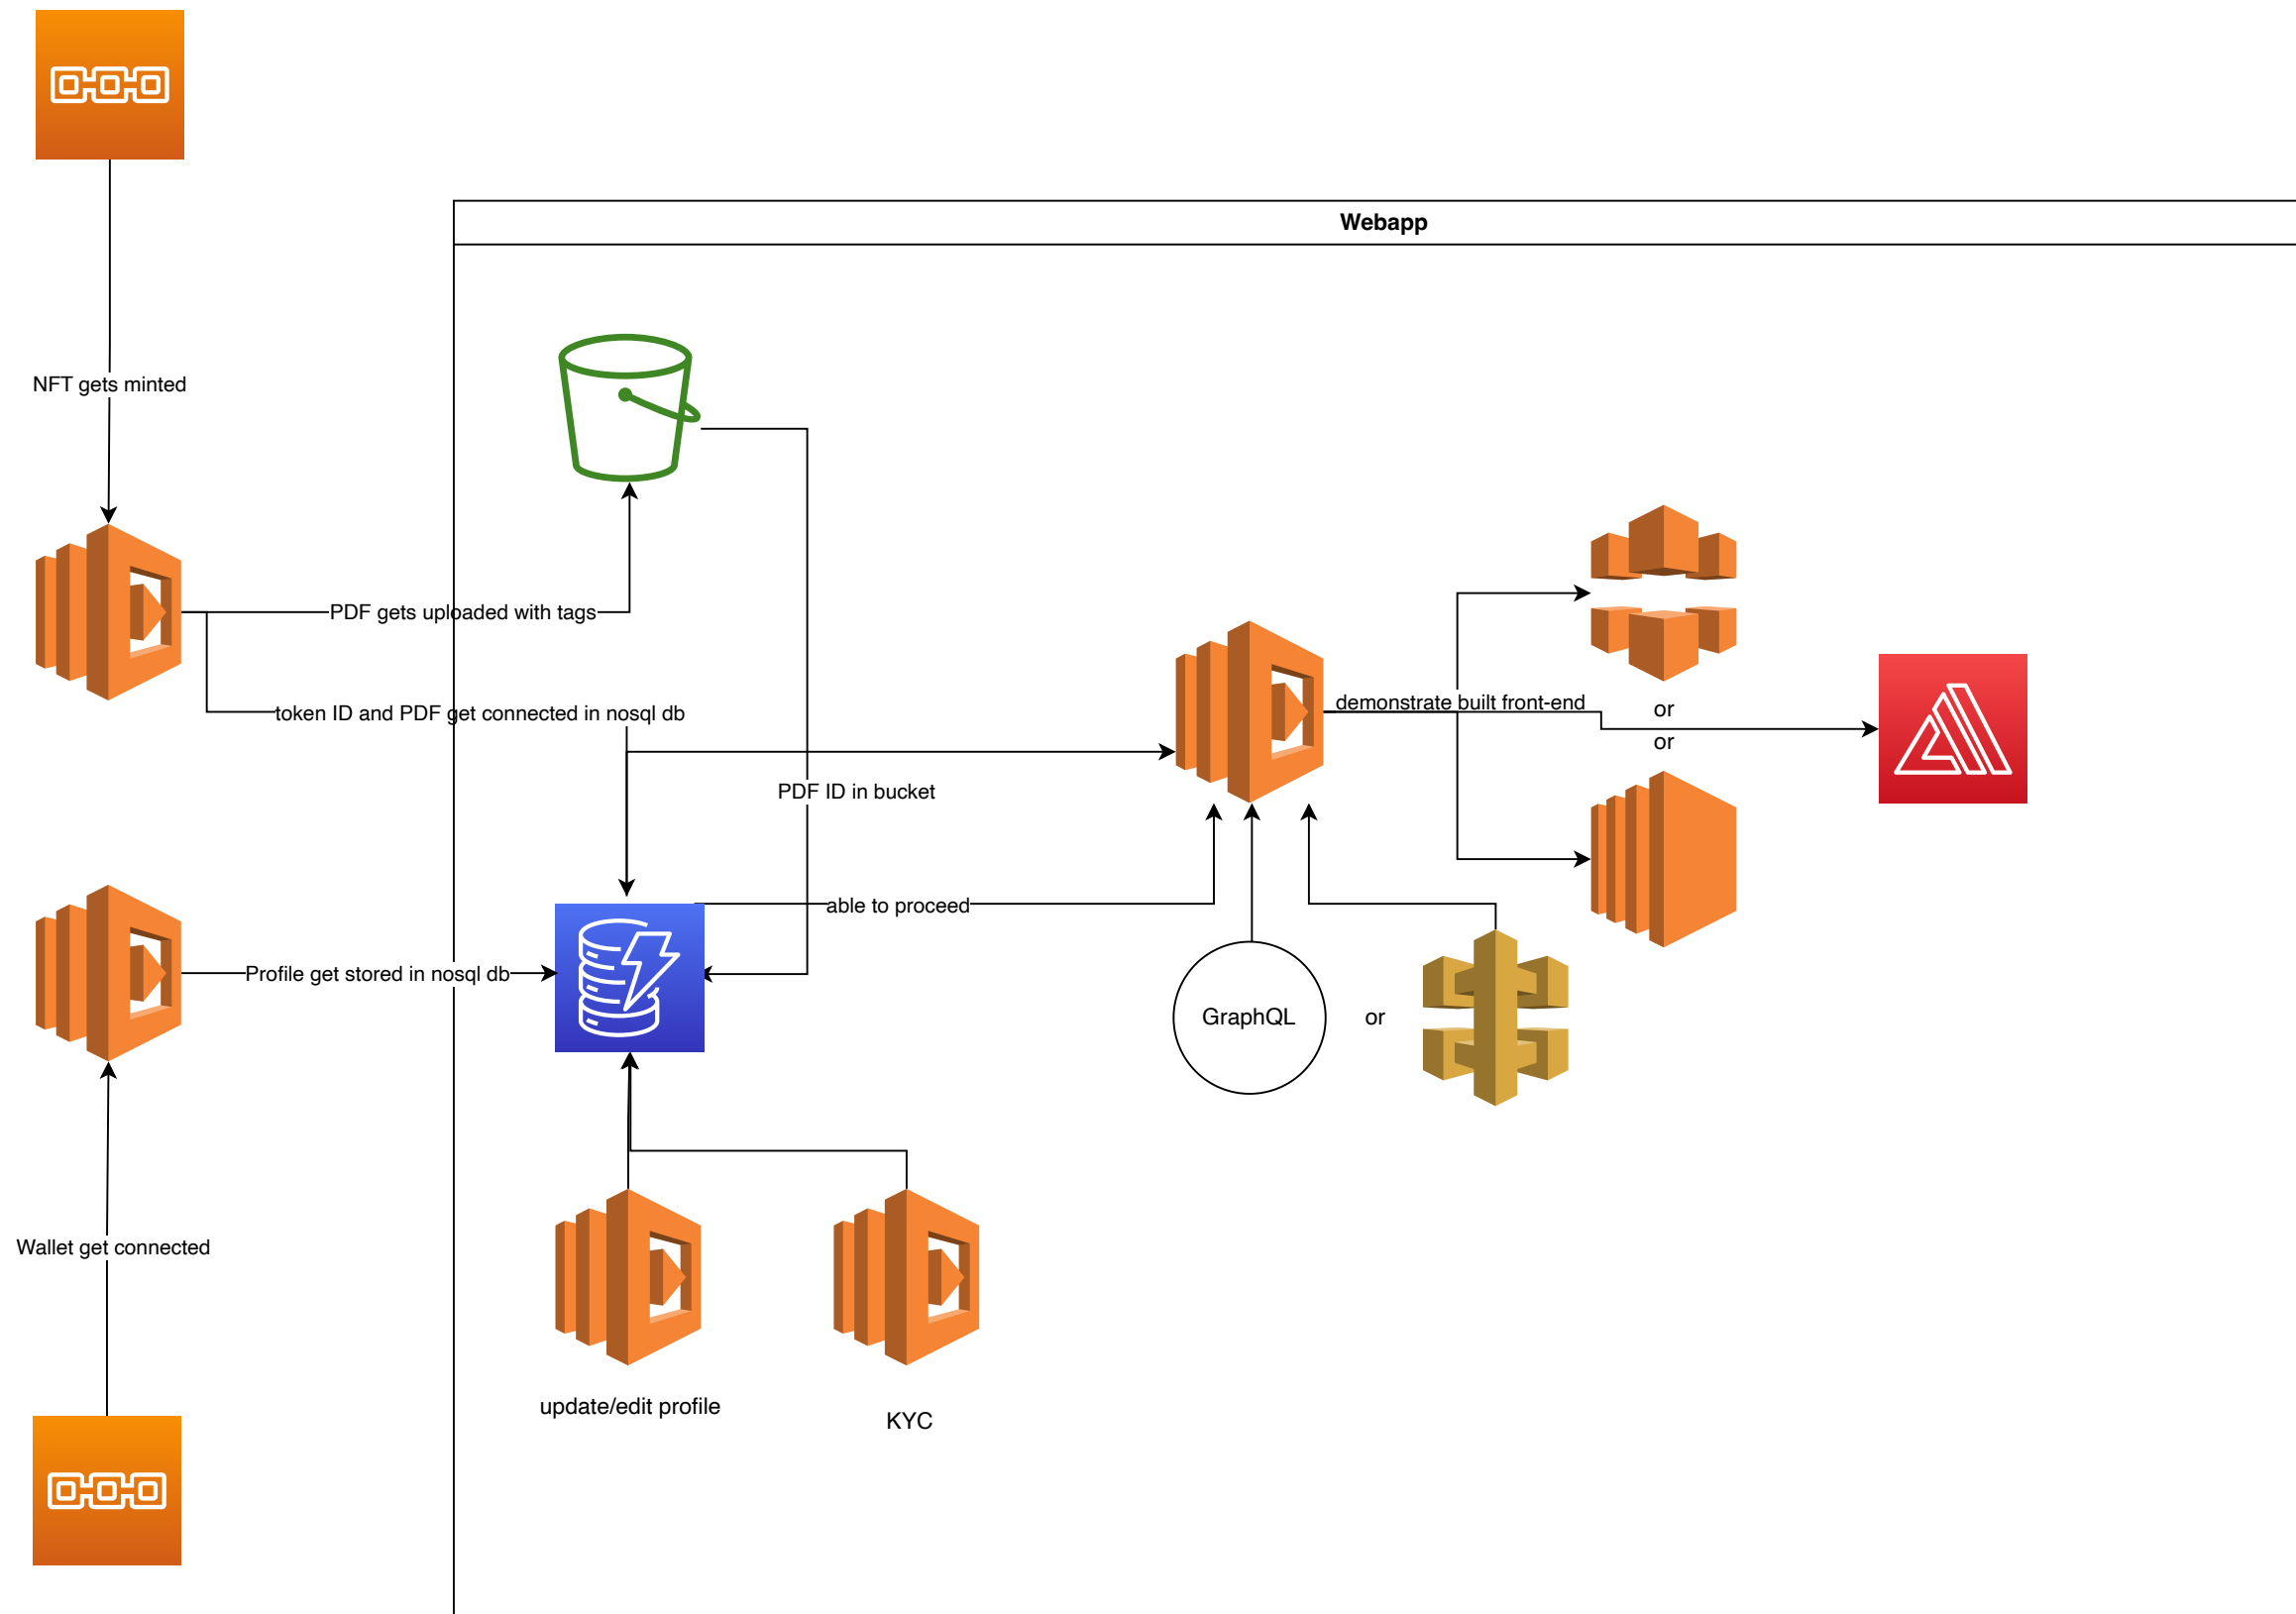 Webapp
NFT gets minted
PDF gets uploaded with tags
demonstrate built front-end
or
token ID and PDF get connected in nosql db
or
PDF ID in bucket
able to proceed
Profile get stored in nosql db
GraphQL
or
Wallet get connected
update/edit profile
KYC